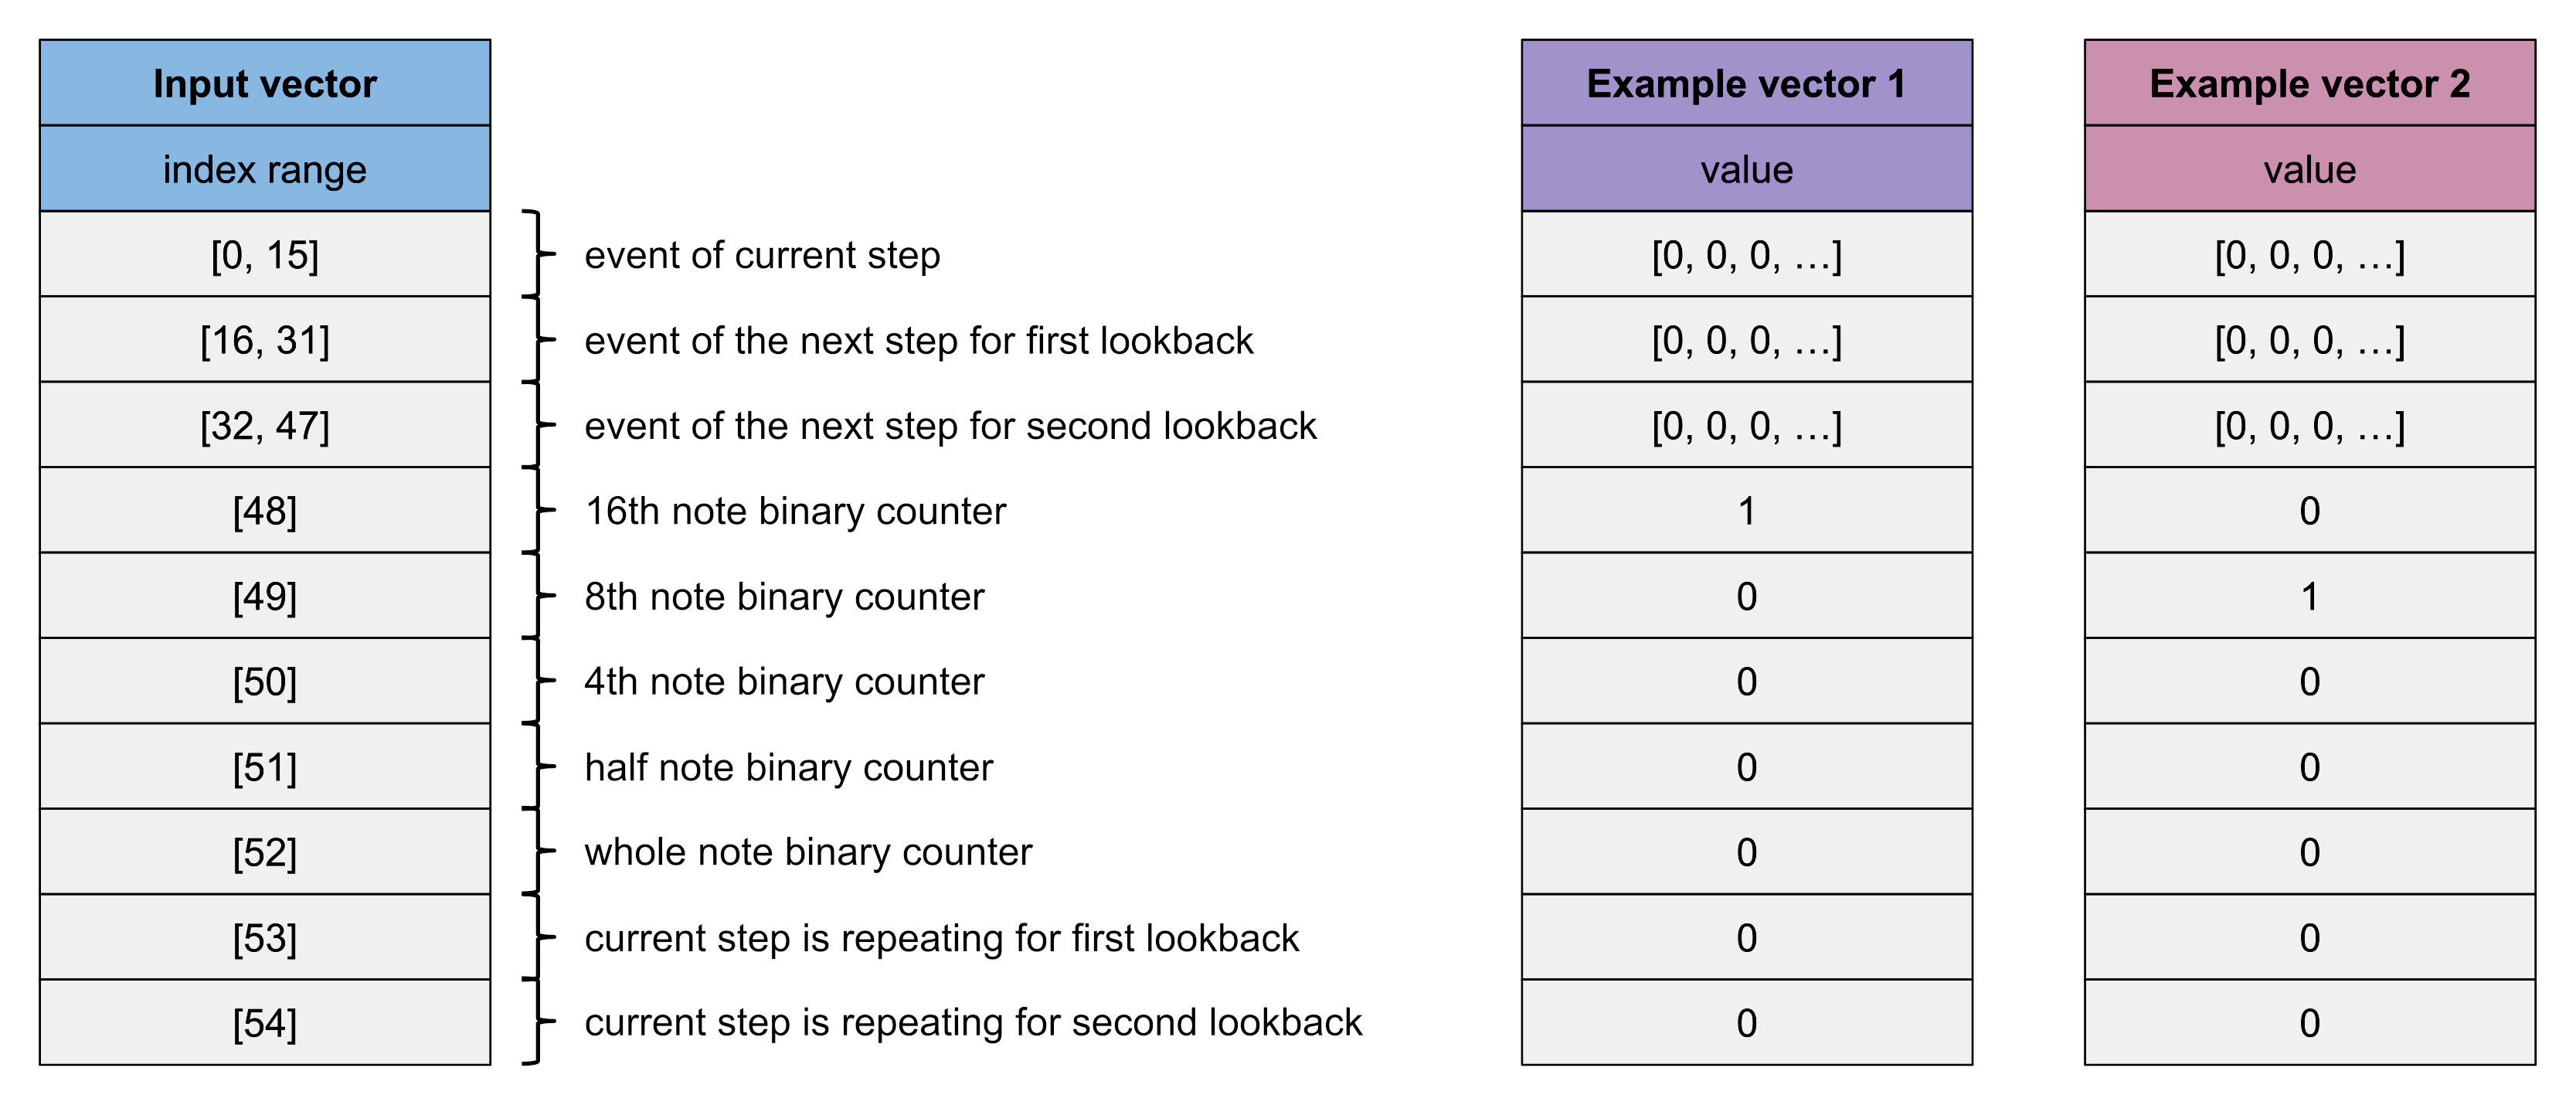 Input vector
Example vector 1
Example vector 2
index range
value
value
[0, 15]
event of current step
[0, 0, 0, …]
[0, 0, 0, …]
[16, 31]
event of the next step for first lookback
[0, 0, 0, …]
[0, 0, 0, …]
[32, 47]
event of the next step for second lookback
[0, 0, 0, …]
[0, 0, 0, …]
[48]
16th note binary counter
1
0
[49]
8th note binary counter
0
1
[50]
4th note binary counter
0
0
[51]
half note binary counter
0
0
[52]
whole note binary counter
0
0
[53]
current step is repeating for first lookback
0
0
[54]
current step is repeating for second lookback
0
0